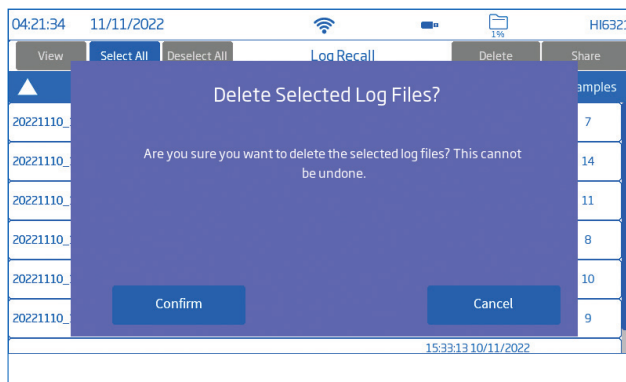 04:21:34 11/11/2022 1% HI632
View Select All Deselect All Log Recall Delete Share
amples
Delete Selected Log Files?
20221110_ 7
Are you sure you want to delete the selected log files? This cannot
be undone.
20221110_ 14
20221110_ 11
20221110_ 8
20221110_ 10
Confirm Cancel
20221110_ 9
15:33:13 10/11/2022